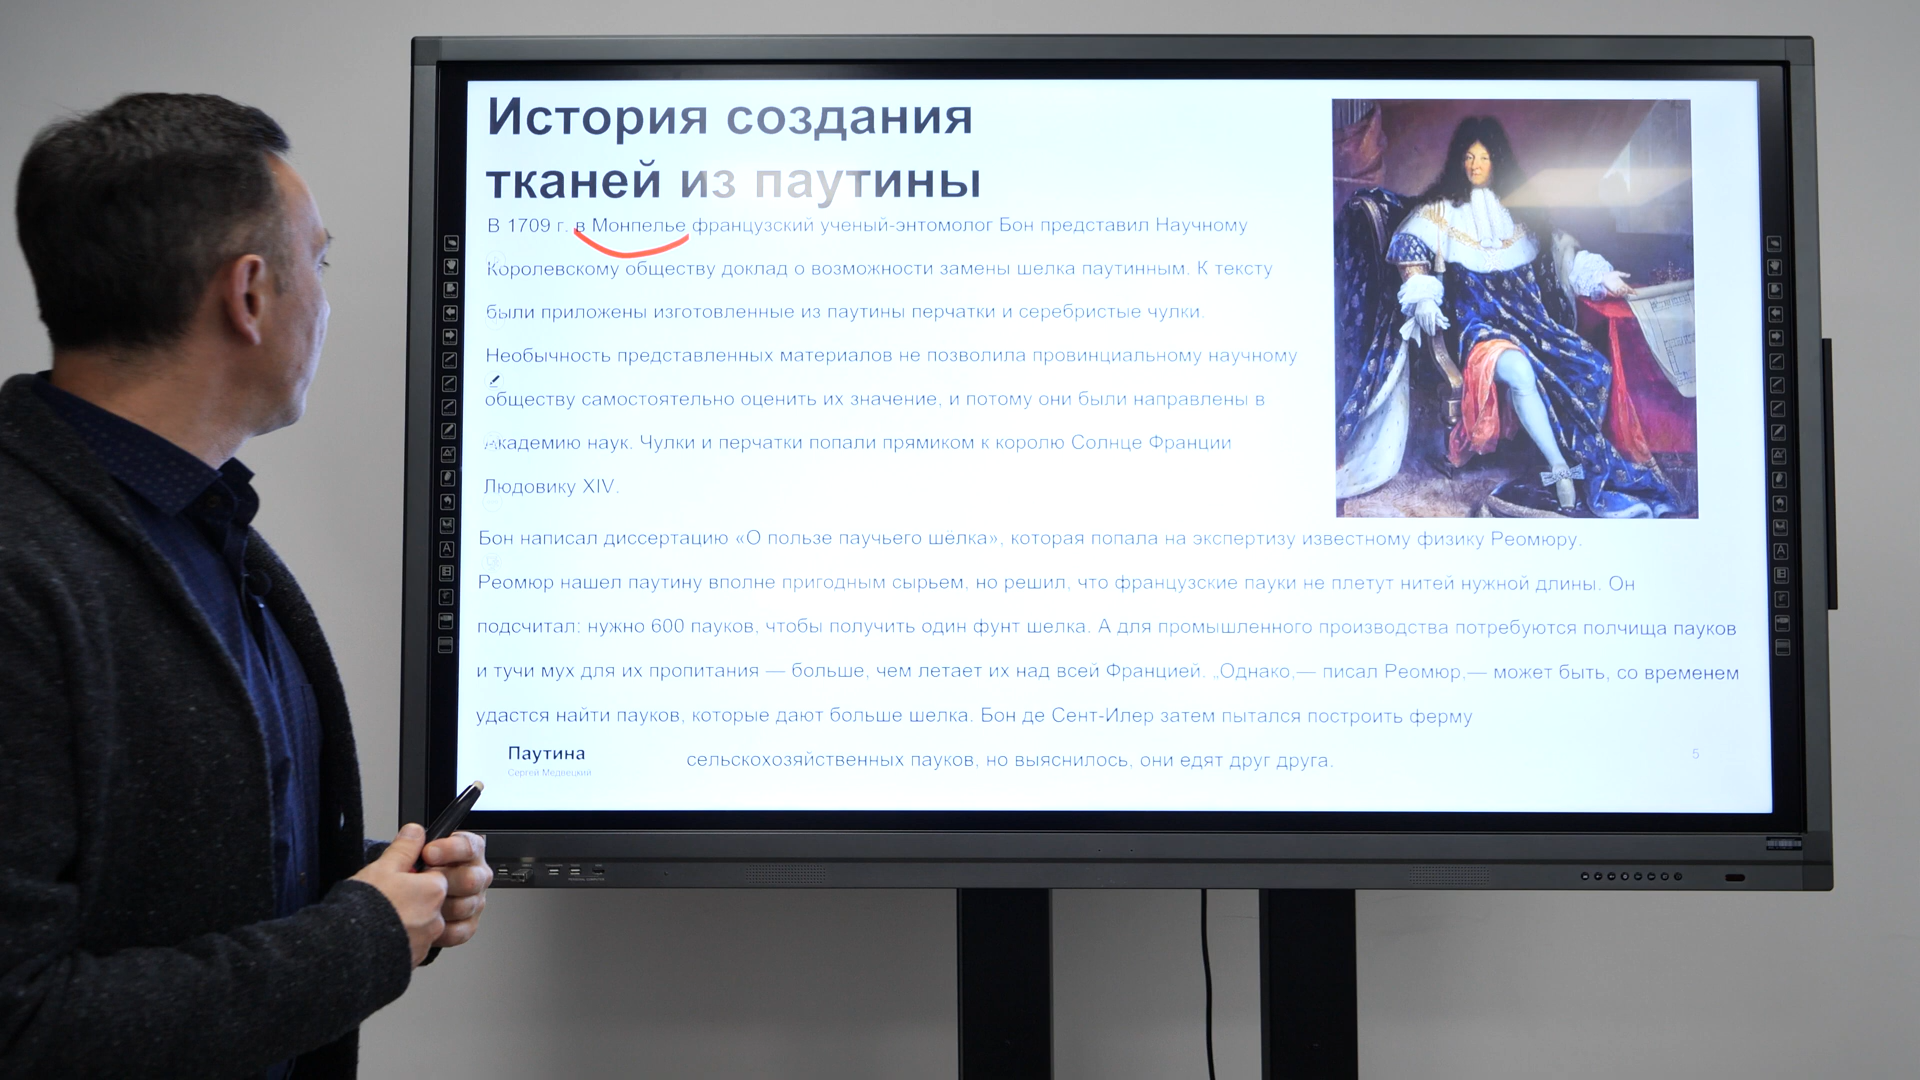 История создания
тканей из паутины
В 1709 г. в Монпелье французский ученый-энтомолог Бон представил Научному
Королевскому обществу доклад о возможности замены шелка паутинным. К тексту
были приложены изготовленные из паутины перчатки и серебристые чулки.
Необычность представленных материалов не позволила провинциальному научному
обществу самостоятельно оценить их значение, и потому они были направлены в
Академию наук. Чулки и перчатки попали прямиком к королю Солнце Франции
Людовику XIV.
Бон написал диссертацию «О пользе паучьего шёлка», которая попала на экспертизу известному физику Реомюру.
Реомюр нашел паутину вполне пригодным сырьем, но решил, что французские пауки не плетут нитей нужной длины. Он
подсчитал: нужно 600 пауков, чтобы получить один фунт шелка. А для промышленного производства потребуются полчища пауков
и тучи мух для их пропитания — больше, чем летает их над всей Францией. „Однако,— писал Реомюр,— может быть, со временем
удастся найти пауков, которые дают больше шелка. Бон де Сент-Илер затем пытался построить ферму
сельскохозяйственных пауков, но выяснилось, они едят друг друга.
Паутина
Сергей Медвецкий
5